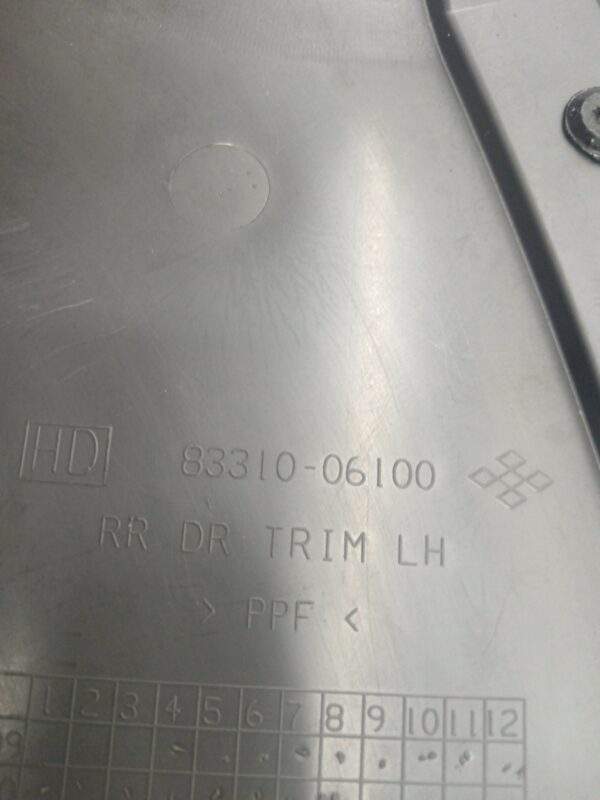 HD 83310-06100
RR DR TRIM LH
> PPF <
1 2 3 4 5 6 7 8 9 10 11 12
09